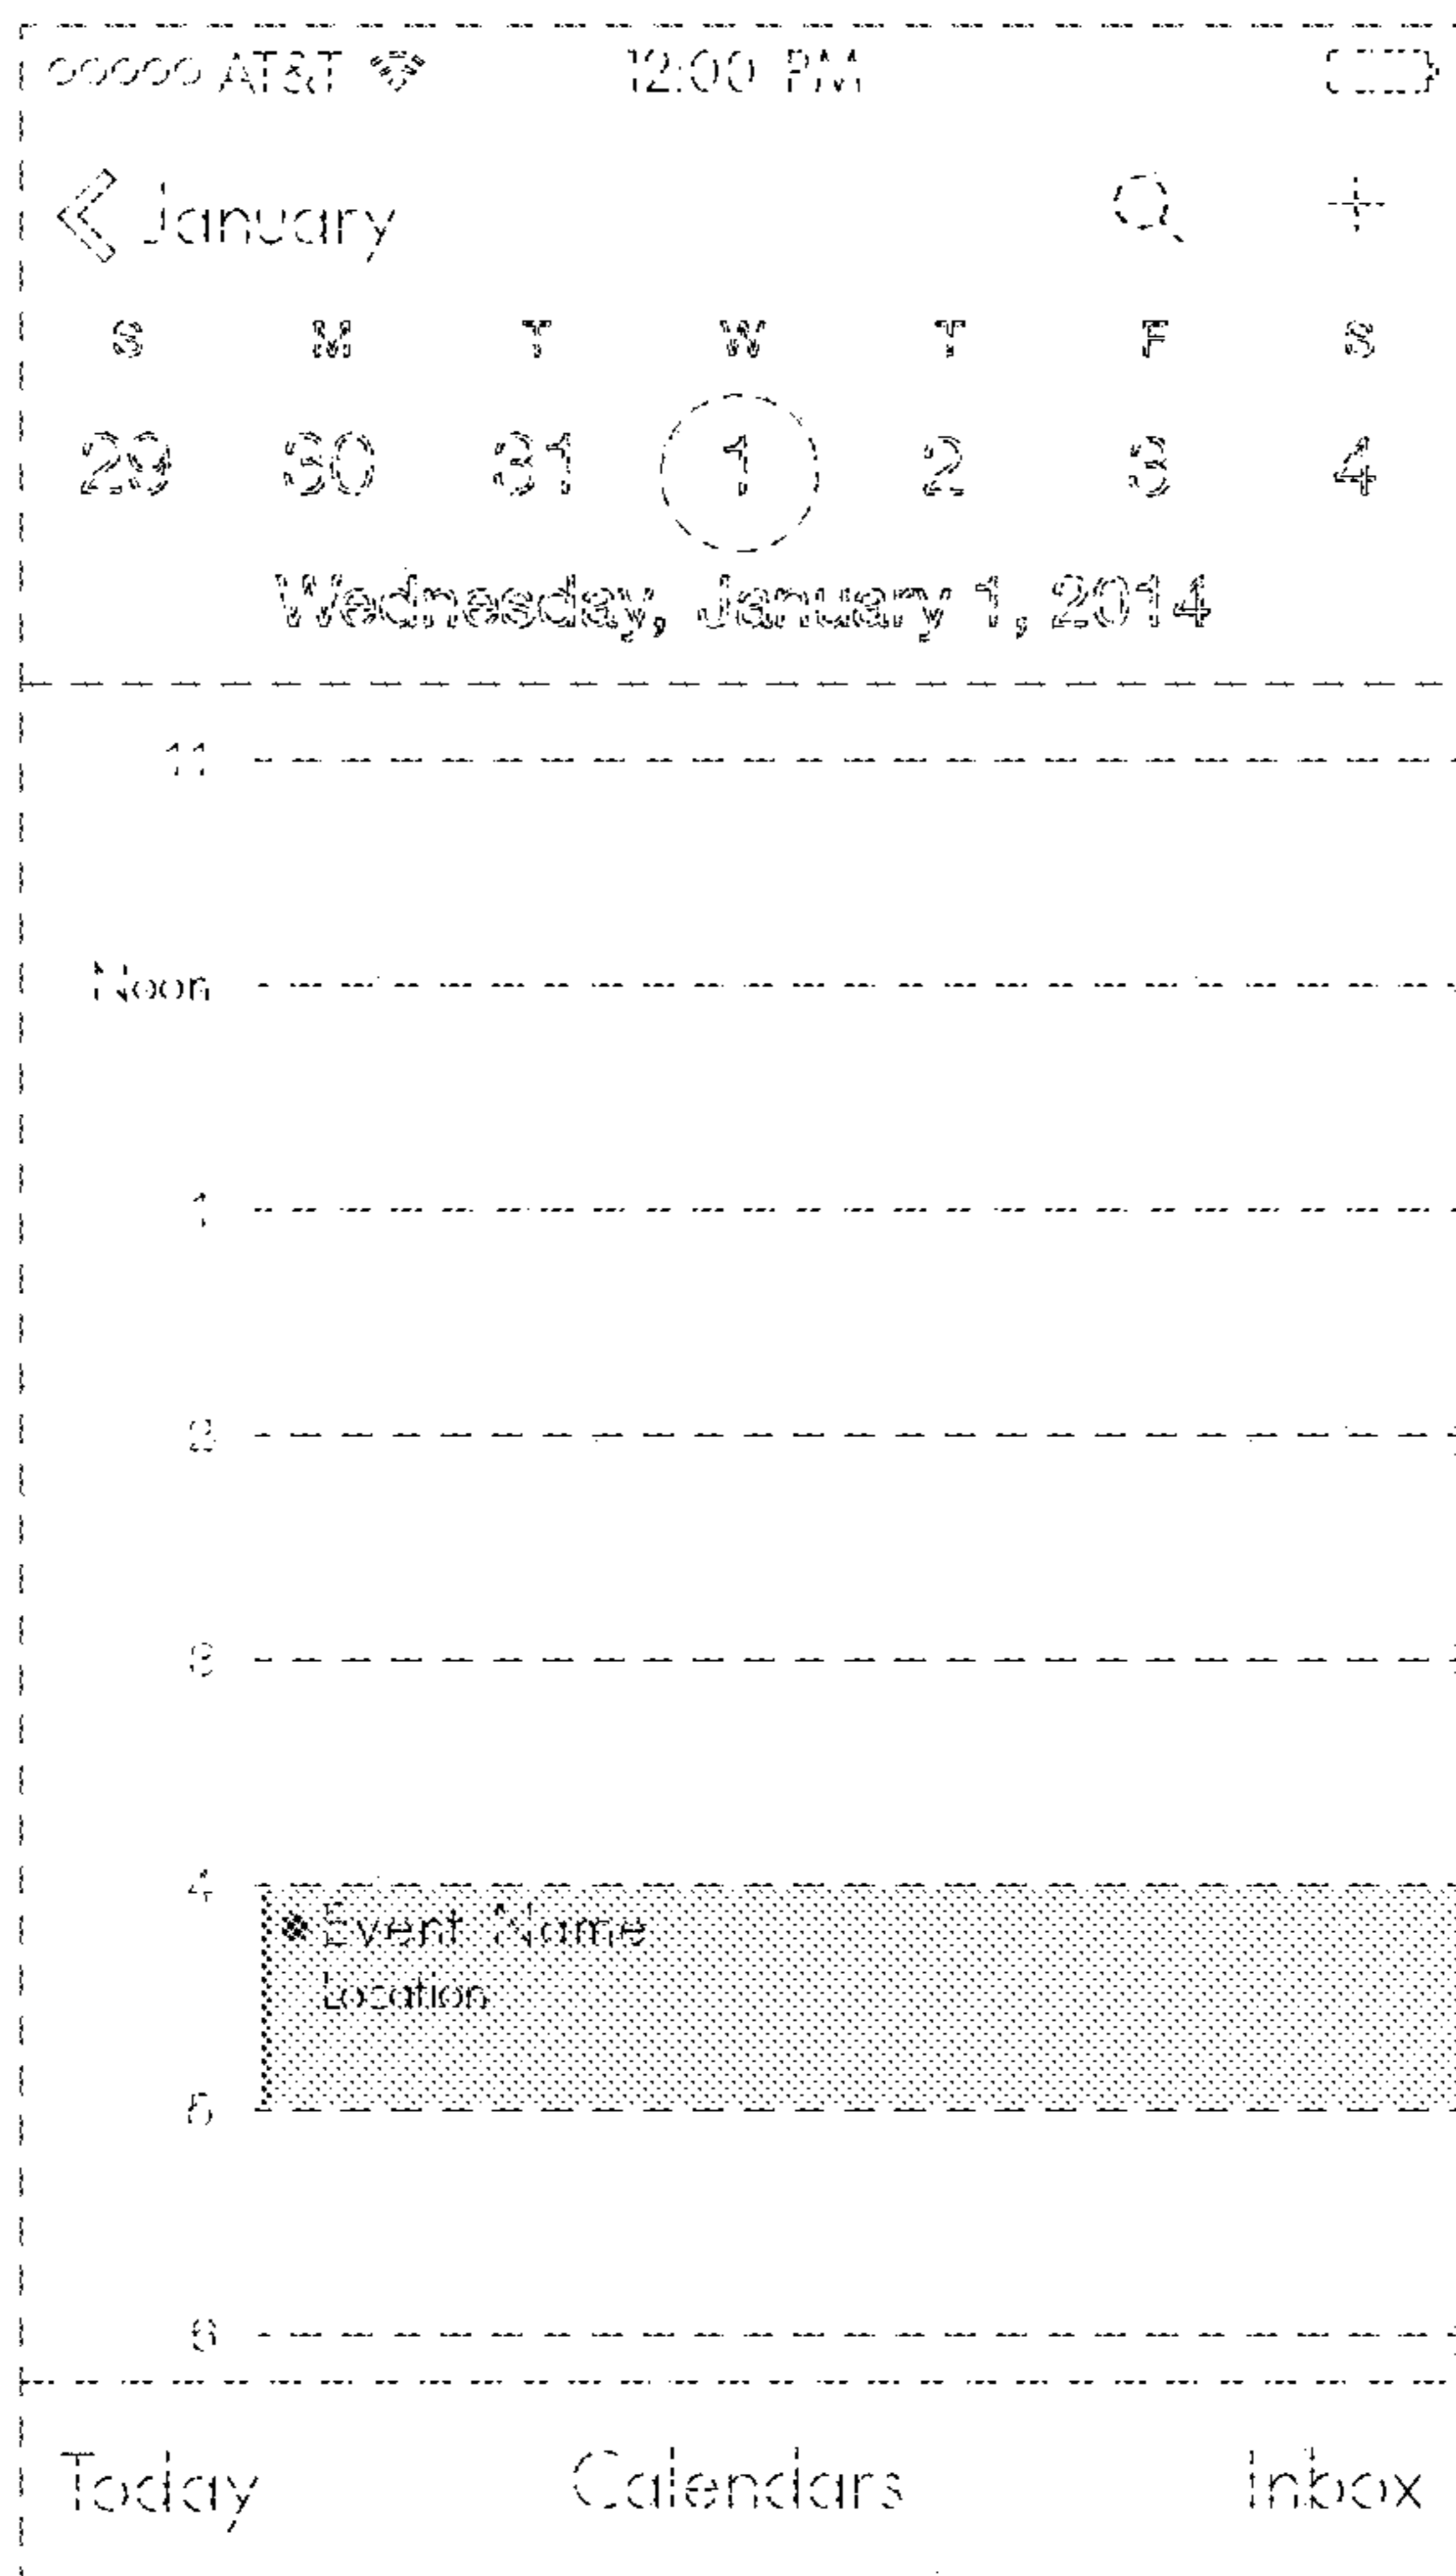 AT&T 12:00 PM
January
S M T W T F S
29 30 31 1 2 3 4
Wednesday, January 1, 2014
11
Noon
1
2
3
4
Event Name
Location
5
6
Today Calendars Inbox